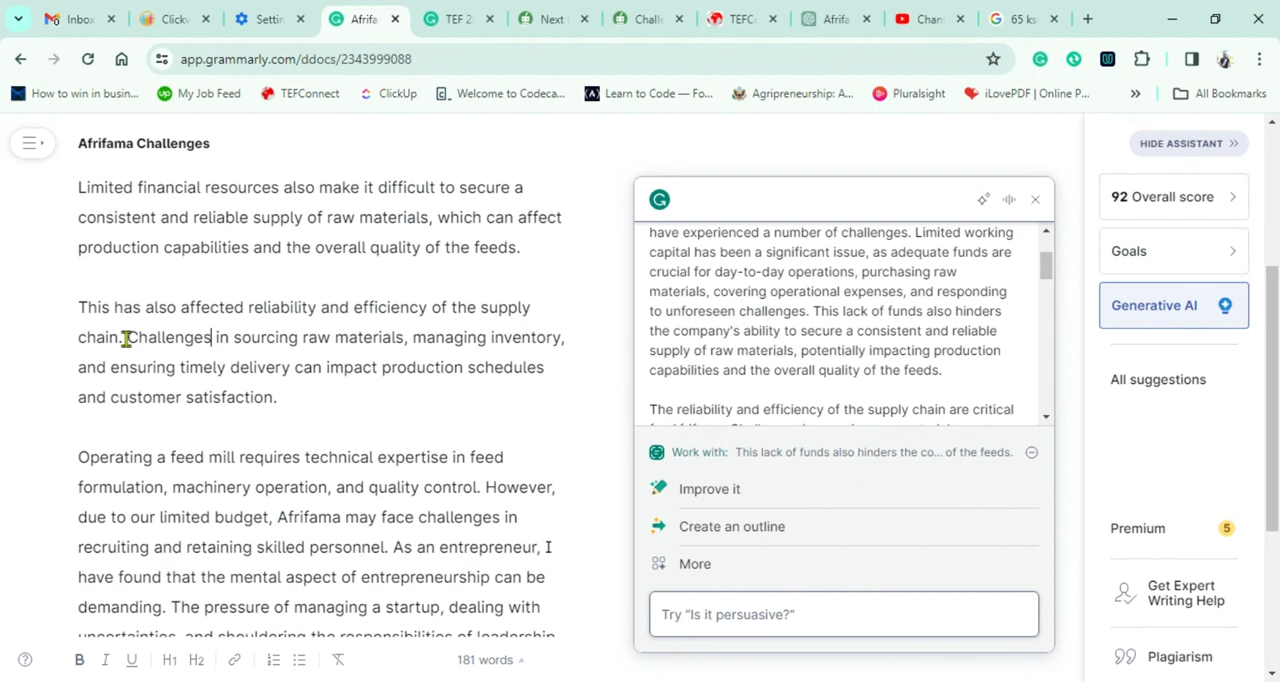 Inbox
Clickv
Settin
Afrifa
TEF 2
Next
Challe
TEFCo
Afrifa
Chan
65 ks
app.grammarly.com/ddocs/2343999088
How to win in busin...
My Job Feed
TEFConnect
ClickUp
Welcome to Codeca...
Learn to Code — Fo...
Agripreneurship: A...
Pluralsight
iLovePDF | Online P...
All Bookmarks
Afrifama Challenges
Limited financial resources also make it difficult to secure a
consistent and reliable supply of raw materials, which can affect
production capabilities and the overall quality of the feeds.
This has also affected reliability and efficiency of the supply
chain. Challenges in sourcing raw materials, managing inventory,
and ensuring timely delivery can impact production schedules
and customer satisfaction.
Operating a feed mill requires technical expertise in feed
formulation, machinery operation, and quality control. However,
due to our limited budget, Afrifama may face challenges in
recruiting and retaining skilled personnel. As an entrepreneur, I
have found that the mental aspect of entrepreneurship can be
demanding. The pressure of managing a startup, dealing with
uncertainties, and shouldering the responsibilities of leadership
B I U H1 H2
181 words
have experienced a number of challenges. Limited working
capital has been a significant issue, as adequate funds are
crucial for day-to-day operations, purchasing raw
materials, covering operational expenses, and responding
to unforeseen challenges. This lack of funds also hinders
the company's ability to secure a consistent and reliable
supply of raw materials, potentially impacting production
capabilities and the overall quality of the feeds.
The reliability and efficiency of the supply chain are critical
Work with: This lack of funds also hinders the co... of the feeds.
Improve it
Create an outline
More
Try “Is it persuasive?”
HIDE ASSISTANT
92 Overall score
Goals
Generative AI
All suggestions
Premium 5
Get Expert
Writing Help
Plagiarism